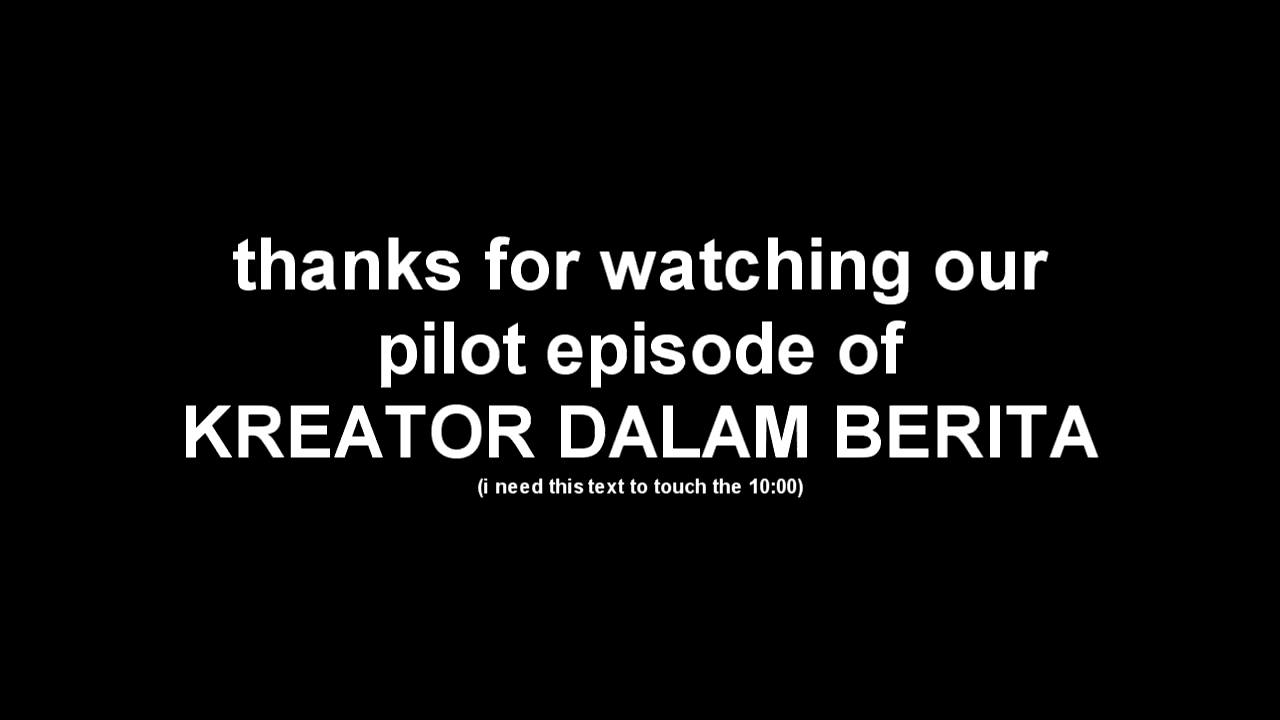 thanks for watching our
pilot episode of
KREATOR DALAM BERITA
(i need this text to touch the 10:00)